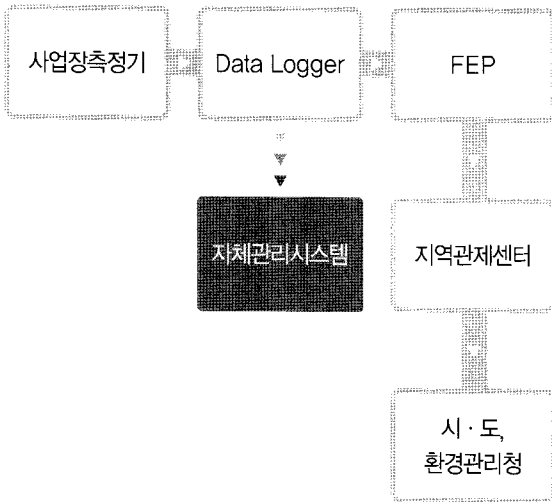 사업장측정기
Data Logger
FEP
자체관리시스템
지역관제센터
시 · 도,
환경관리청